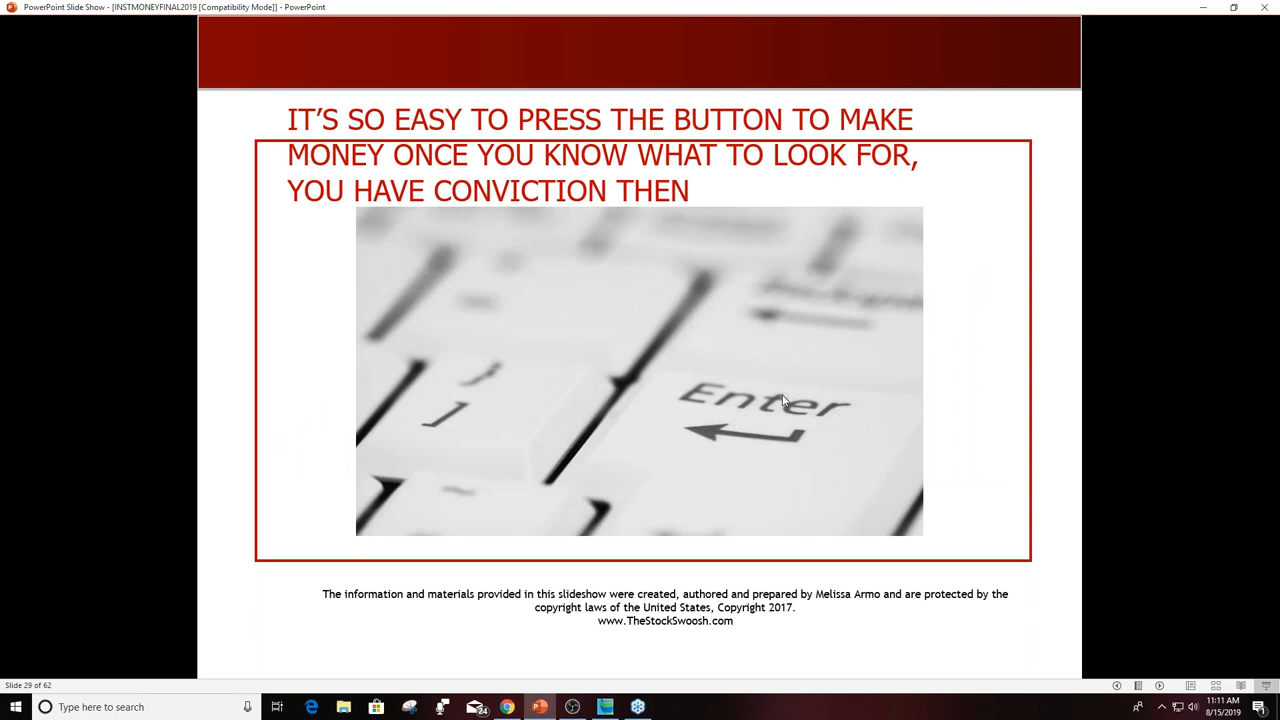 PowerPoint Slide Show - [INSTMONEYFINAL2019 [Compatibility Mode]] - PowerPoint
IT'S SO EASY TO PRESS THE BUTTON TO MAKE
MONEY ONCE YOU KNOW WHAT TO LOOK FOR,
YOU HAVE CONVICTION THEN
}
]
Enter
~
The information and materials provided in this slideshow were created, authored and prepared by Melissa Armo and are protected by the
copyright laws of the United States, Copyright 2017.
www.TheStockSwoosh.com
Slide 29 of 62
Type here to search
24
11:11 AM
8/15/2019
1